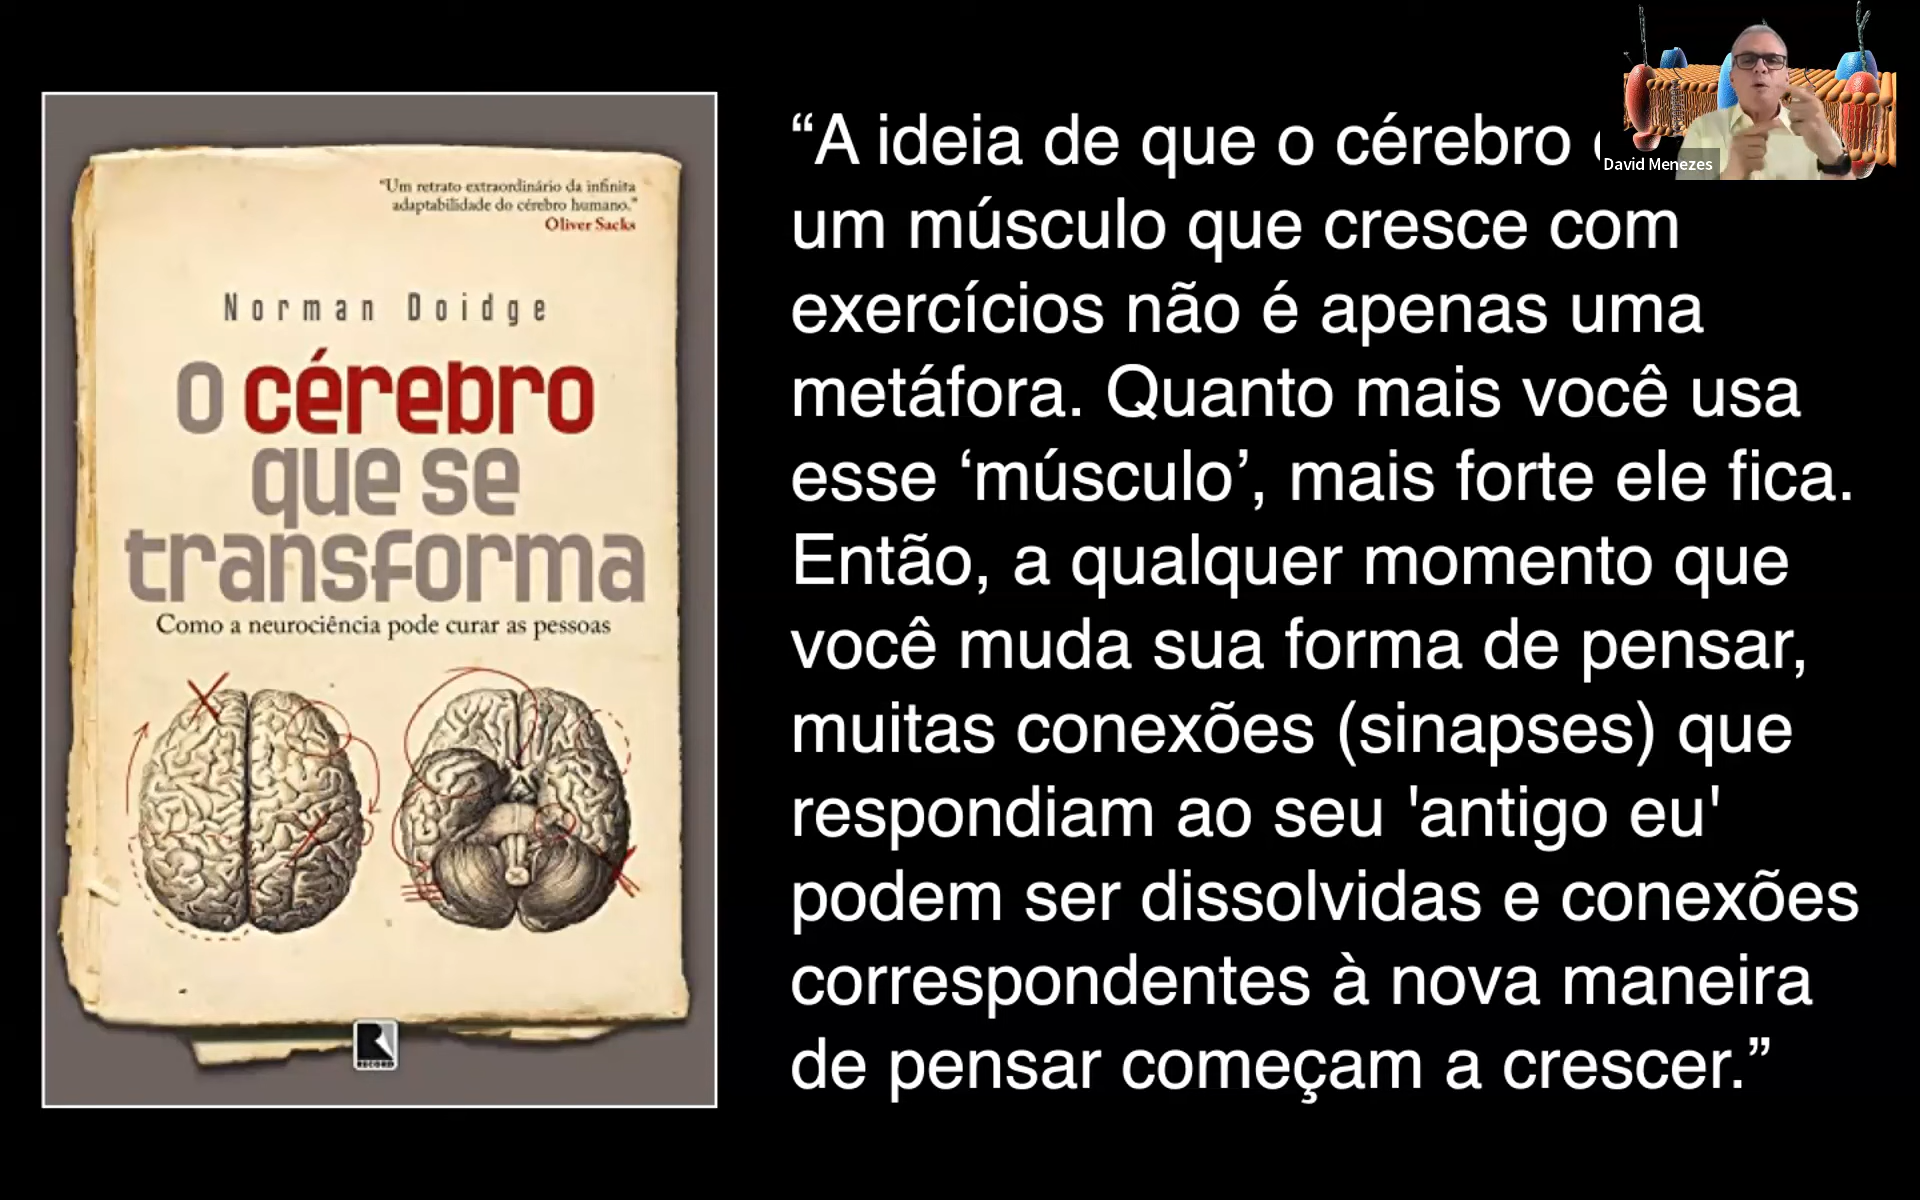 “Um retrato extraordinário da infinita
adaptabilidade do cérebro humano.”
Oliver Sacks
Norman Doidge
O cérebro
que se
transforma
Como a neurociência pode curar as pessoas
RECORD
“A ideia de que o cérebro
um músculo que cresce com
exercícios não é apenas uma
metáfora. Quanto mais você usa
esse ‘músculo’, mais forte ele fica.
Então, a qualquer momento que
você muda sua forma de pensar,
muitas conexões (sinapses) que
respondiam ao seu 'antigo eu'
podem ser dissolvidas e conexões
correspondentes à nova maneira
de pensar começam a crescer.”
David Menezes